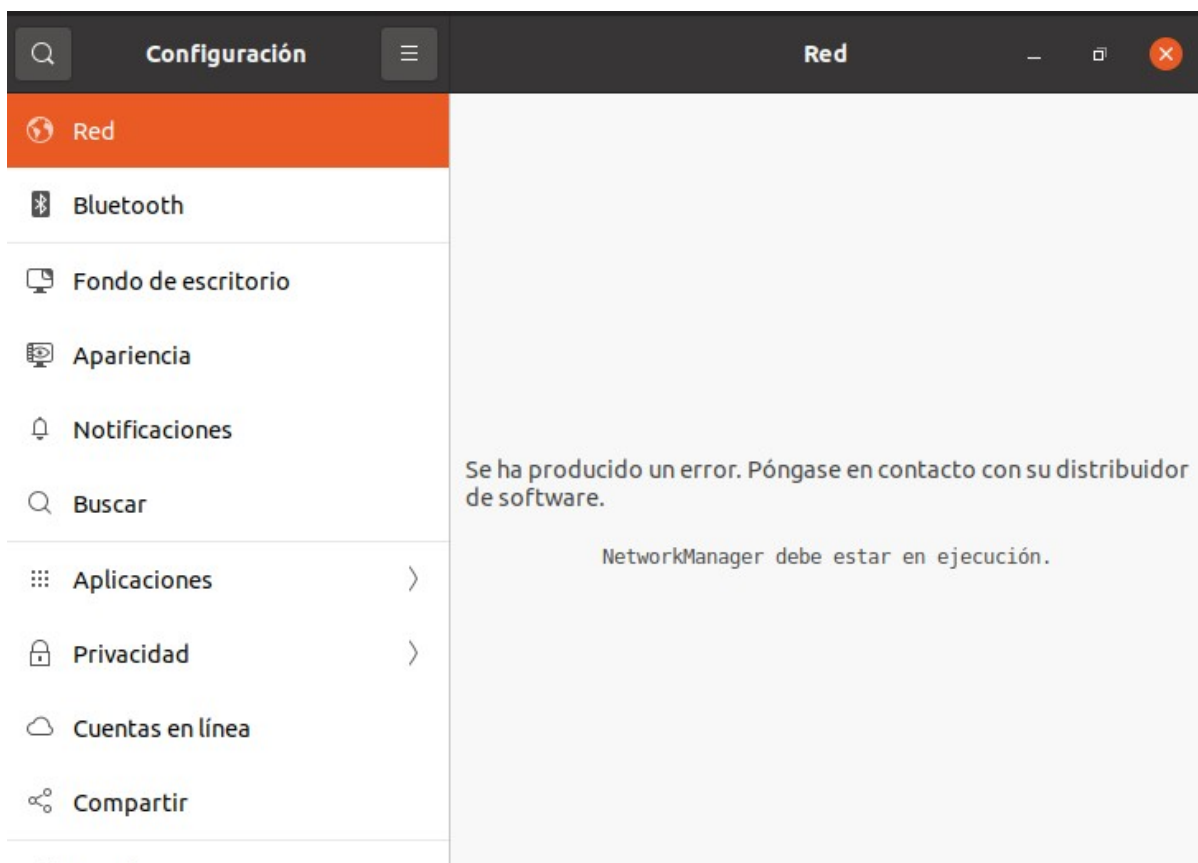 Configuración
Red
Red
Bluetooth
Fondo de escritorio
Apariencia
Notificaciones
Buscar
Aplicaciones
Privacidad
Cuentas en línea
Compartir
Se ha producido un error. Póngase en contacto con su distribuidor
de software.
NetworkManager debe estar en ejecución.